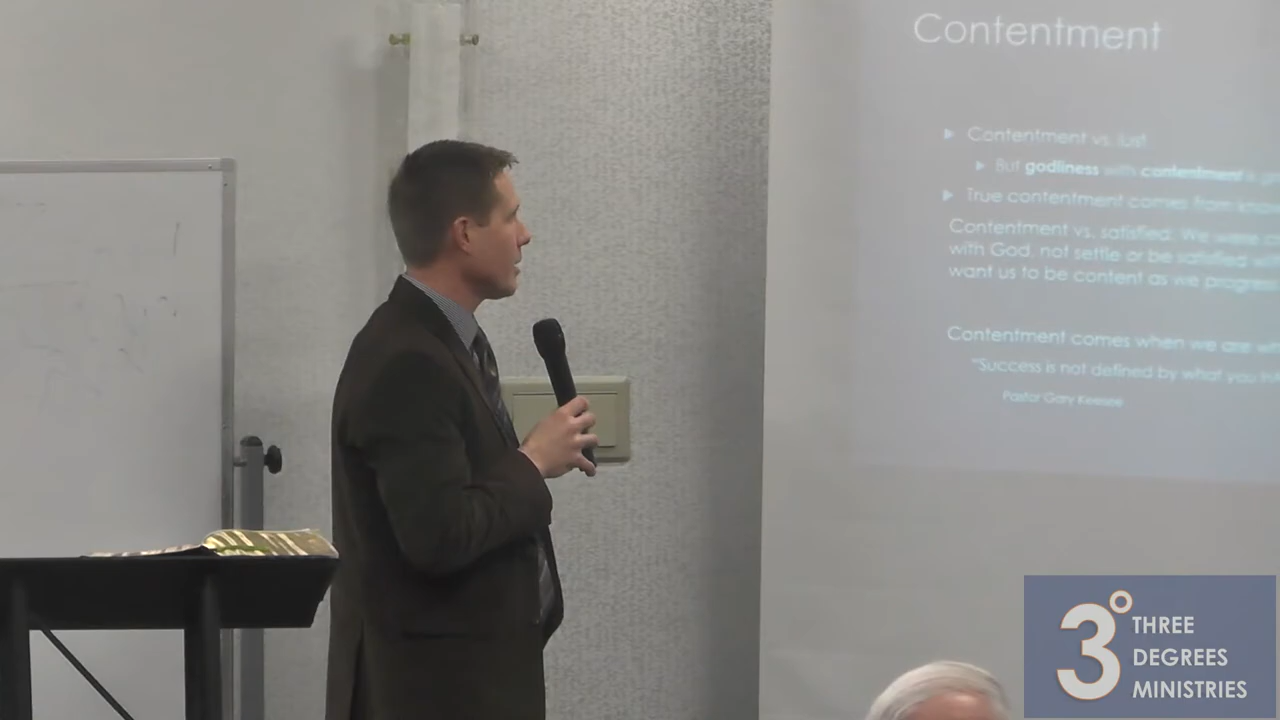 Contentment
Contentment vs. lust
But godliness with contentment is
True contentment comes from
Contentment vs. satisfied. We were
with God, not settle or be satisfied
want us to be content as we progress
Contentment comes when we are
"Success is not defined by what you
Pastor Gary Keesee
3°
THREE
DEGREES
MINISTRIES